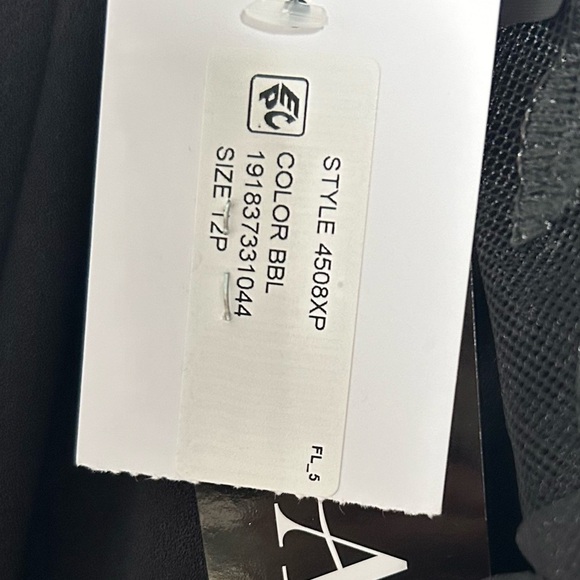 STYLE 4508XP
COLOR BBL
191837331044
SIZE 12P
FL_5
A